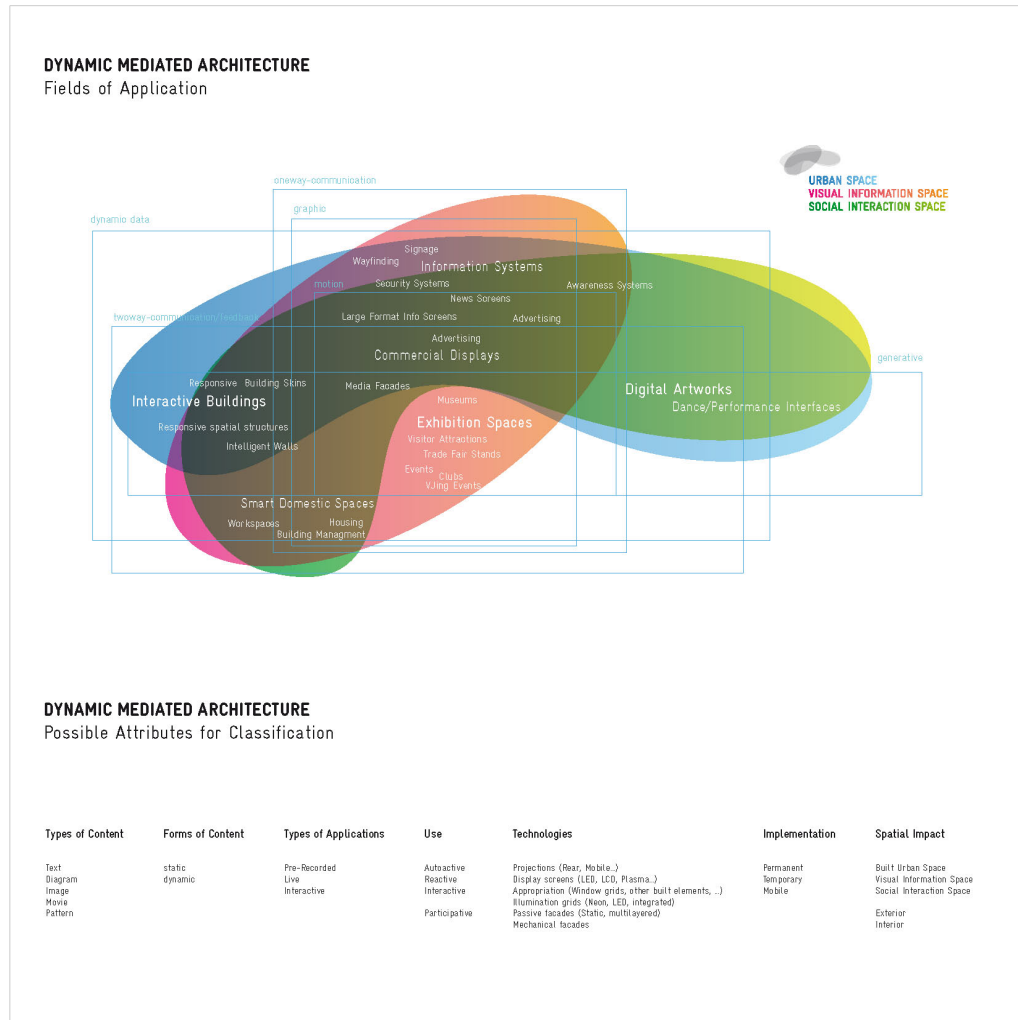 DYNAMIC MEDIATED ARCHITECTURE
Fields of Application
URBAN SPACE
VISUAL INFORMATION SPACE
SOCIAL INTERACTION SPACE
oneway-communication
graphic
dynamic data
Signage
Wayfinding
Information Systems
motion
Security Systems
Awareness Systems
News Screens
twoway-communication/feedback
Large Format Info Screens
Advertising
Advertising
Commercial Displays
generative
Responsive Building Skins
Media Facades
Digital Artworks
Interactive Buildings
Museums
Dance/Performance Interfaces
Exhibition Spaces
Responsive spatial structures
Visitor Attractions
Intelligent Walls
Trade Fair Stands
Events
Clubs
VJing Events
Smart Domestic Spaces
Workspaces
Housing
Building Managment
DYNAMIC MEDIATED ARCHITECTURE
Possible Attributes for Classification
Types of Content
Text
Diagram
Image
Movie
Pattern
Forms of Content
static
dynamic
Types of Applications
Pre-Recorded
Live
Interactive
Use
Autoactive
Reactive
Interactive
Participative
Technologies
Projections (Rear, Mobile...)
Display screens (LED, LCD, Plasma...)
Appropriation (Window grids, other built elements, ...)
Illumination grids (Neon, LED, integrated)
Passive facades (Static, multilayered)
Mechanical facades
Implementation
Permanent
Temporary
Mobile
Spatial Impact
Built Urban Space
Visual Information Space
Social Interaction Space
Exterior
Interior